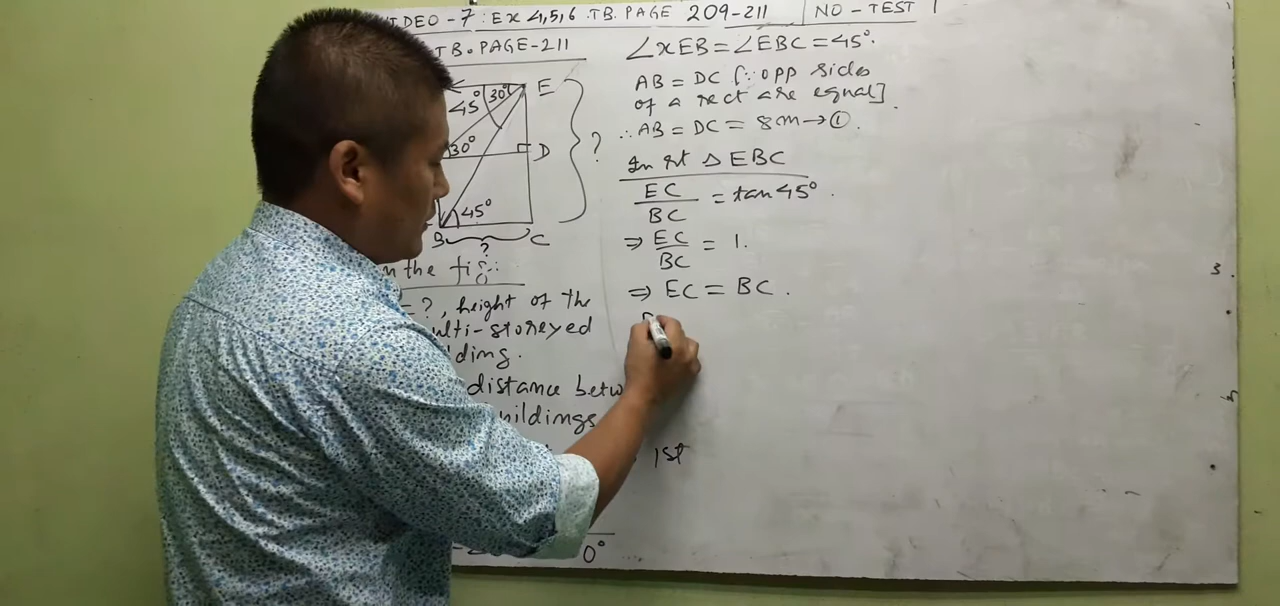 IDEO-7: EX 4,5,6 .TB. PAGE 209-211 NO-TEST
TB. PAGE-211
45° 30° E
30° D ?
45°
B C
?
n the fig:
= ?, height of the
ulti-storeyed
ding.
distance betw
uildings
1st
0°
∠XEB = ∠EBC = 45°.
AB = DC [∵ opp sides
of a rect are equal].
∴ AB = DC = 8m → ①.
In rt △ EBC
EC/BC = tan 45°.
⇒ EC/BC = 1.
⇒ EC = BC.